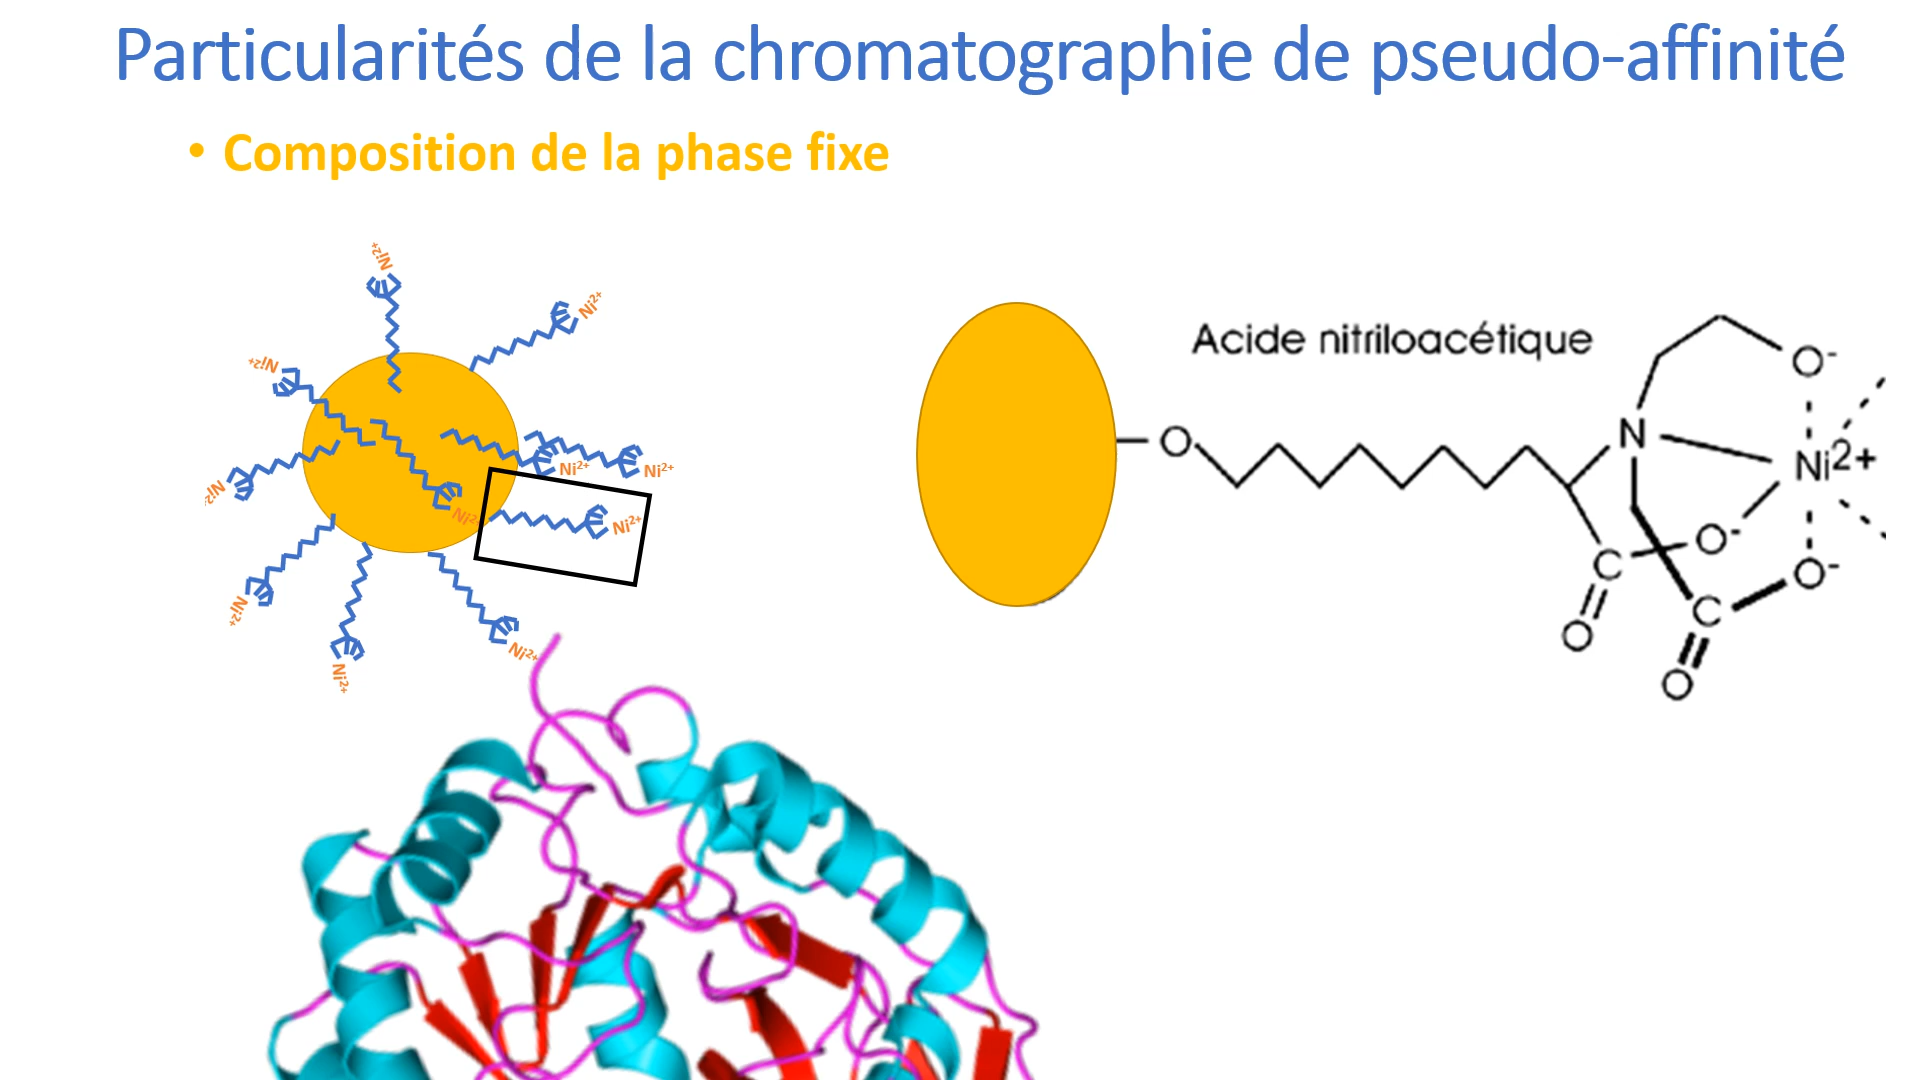 Particularités de la chromatographie de pseudo-affinité
• Composition de la phase fixe
Ni²⁺
Ni²⁺
Ni²⁺
Ni²⁺
Ni²⁺
Ni²⁺
Ni²⁺
Ni²⁺
Ni²⁺
Ni²⁺
Ni²⁺
Acide nitriloacétique
O
N
O⁻
Ni2+
O⁻
C
O
O⁻
C
O